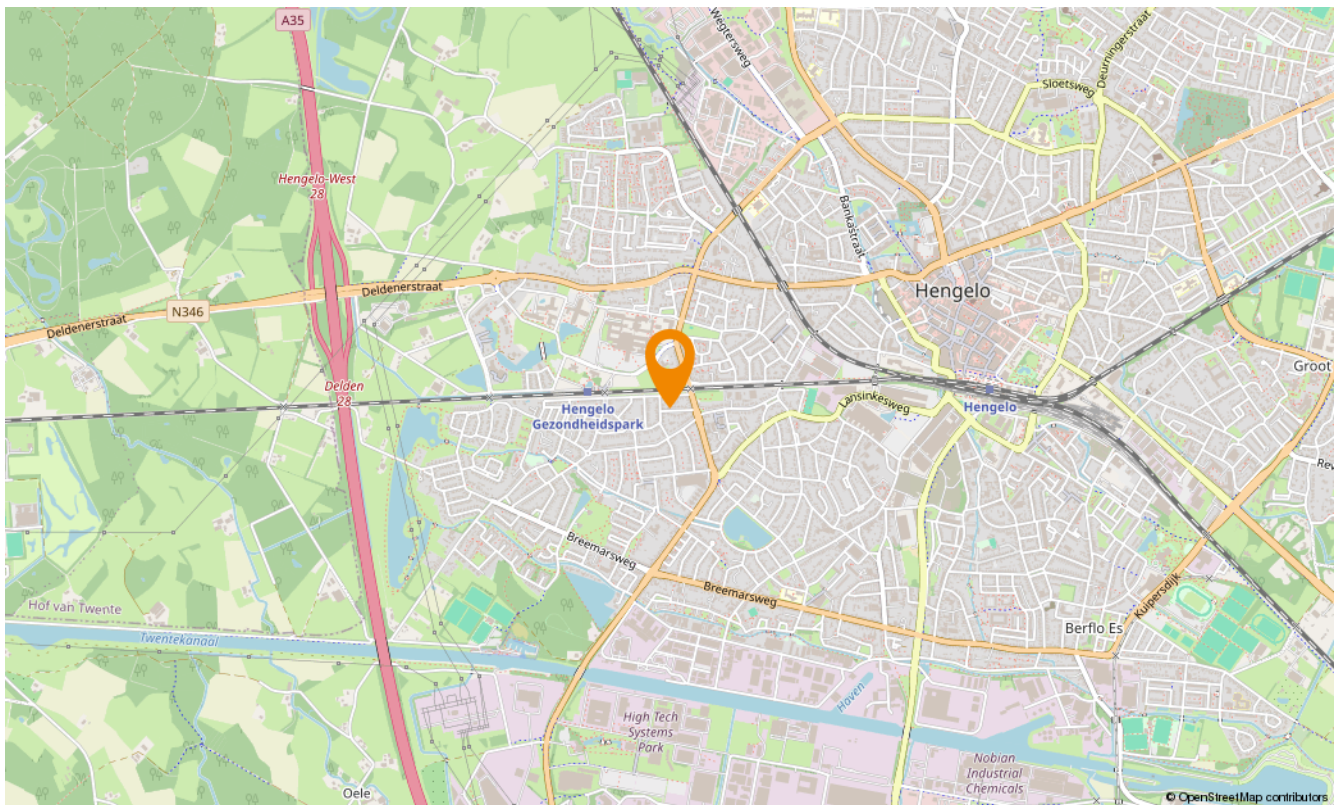 A35
Wegtersweg
Deurningerstraat
Sloetsweg
Hengelo-West
28
Bankastraat
Deldenerstraat
Hengelo
N346
Deldenerstraat
Groot
Delden
28
Hengelo
Gezondheidspark
Lansinkesweg
Hengelo
Rev
Breemarsweg
Breemarsweg
Kuipersdijk
Hof van Twente
Berflo Es
Twentekanaal
Haven
High Tech
Systems
Park
Nobian
Industrial
Chemicals
Oele
© OpenStreetMap contributors